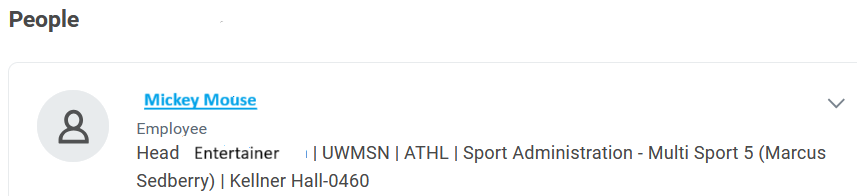 People
Mickey Mouse
Employee
Head Entertainer | UWMSN | ATHL | Sport Administration - Multi Sport 5 (Marcus
Sedberry) | Kellner Hall-0460